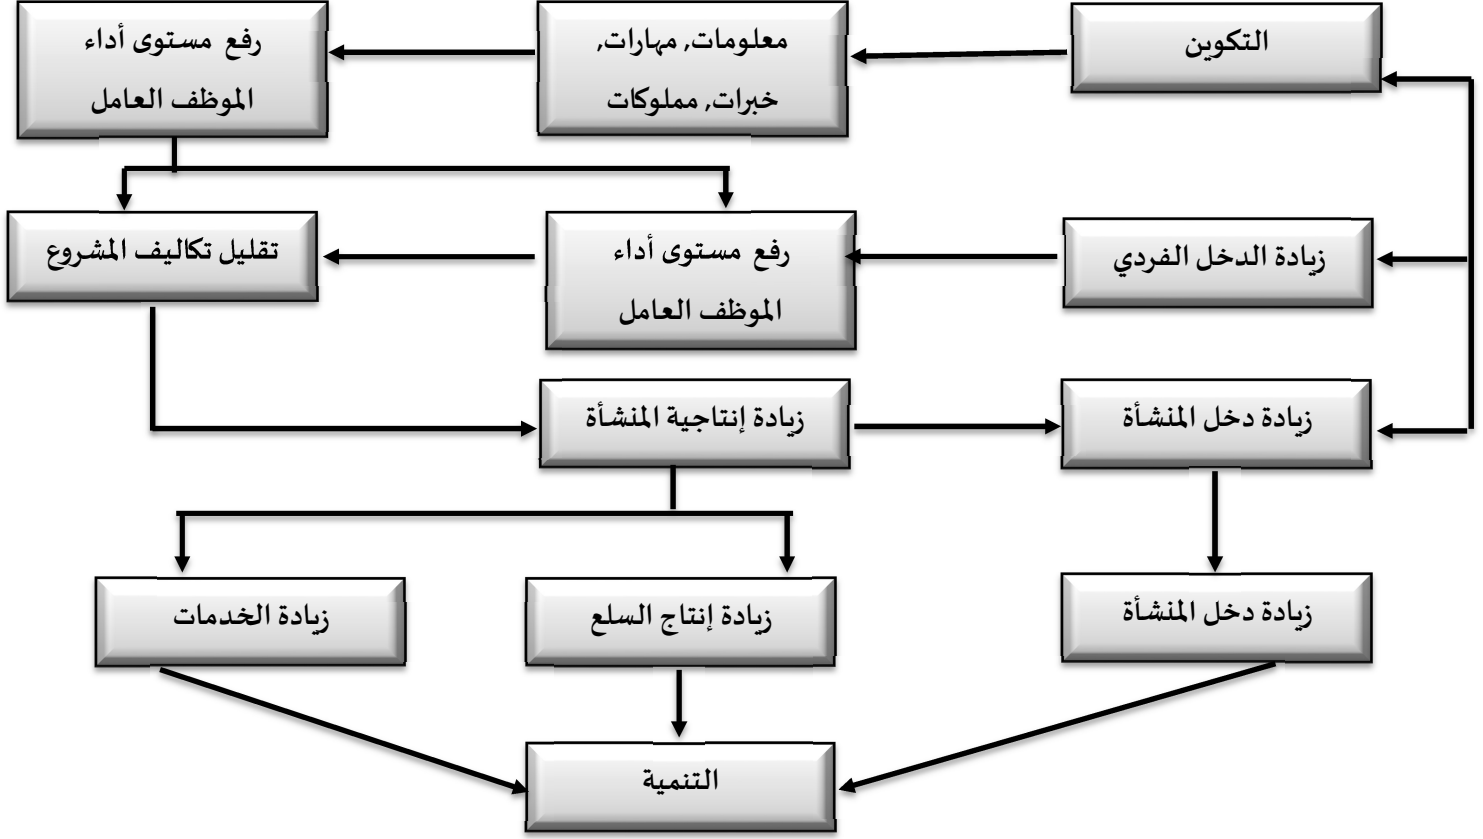 التكوين
معلومات, مهارات,
خبرات, مملوكات
رفع مستوى أداء
الموظف العامل
زيادة الدخل الفردي
رفع مستوى أداء
الموظف العامل
تقليل تكاليف المشروع
زيادة دخل المنشأة
زيادة إنتاجية المنشأة
زيادة دخل المنشأة
زيادة إنتاج السلع
زيادة الخدمات
التنمية